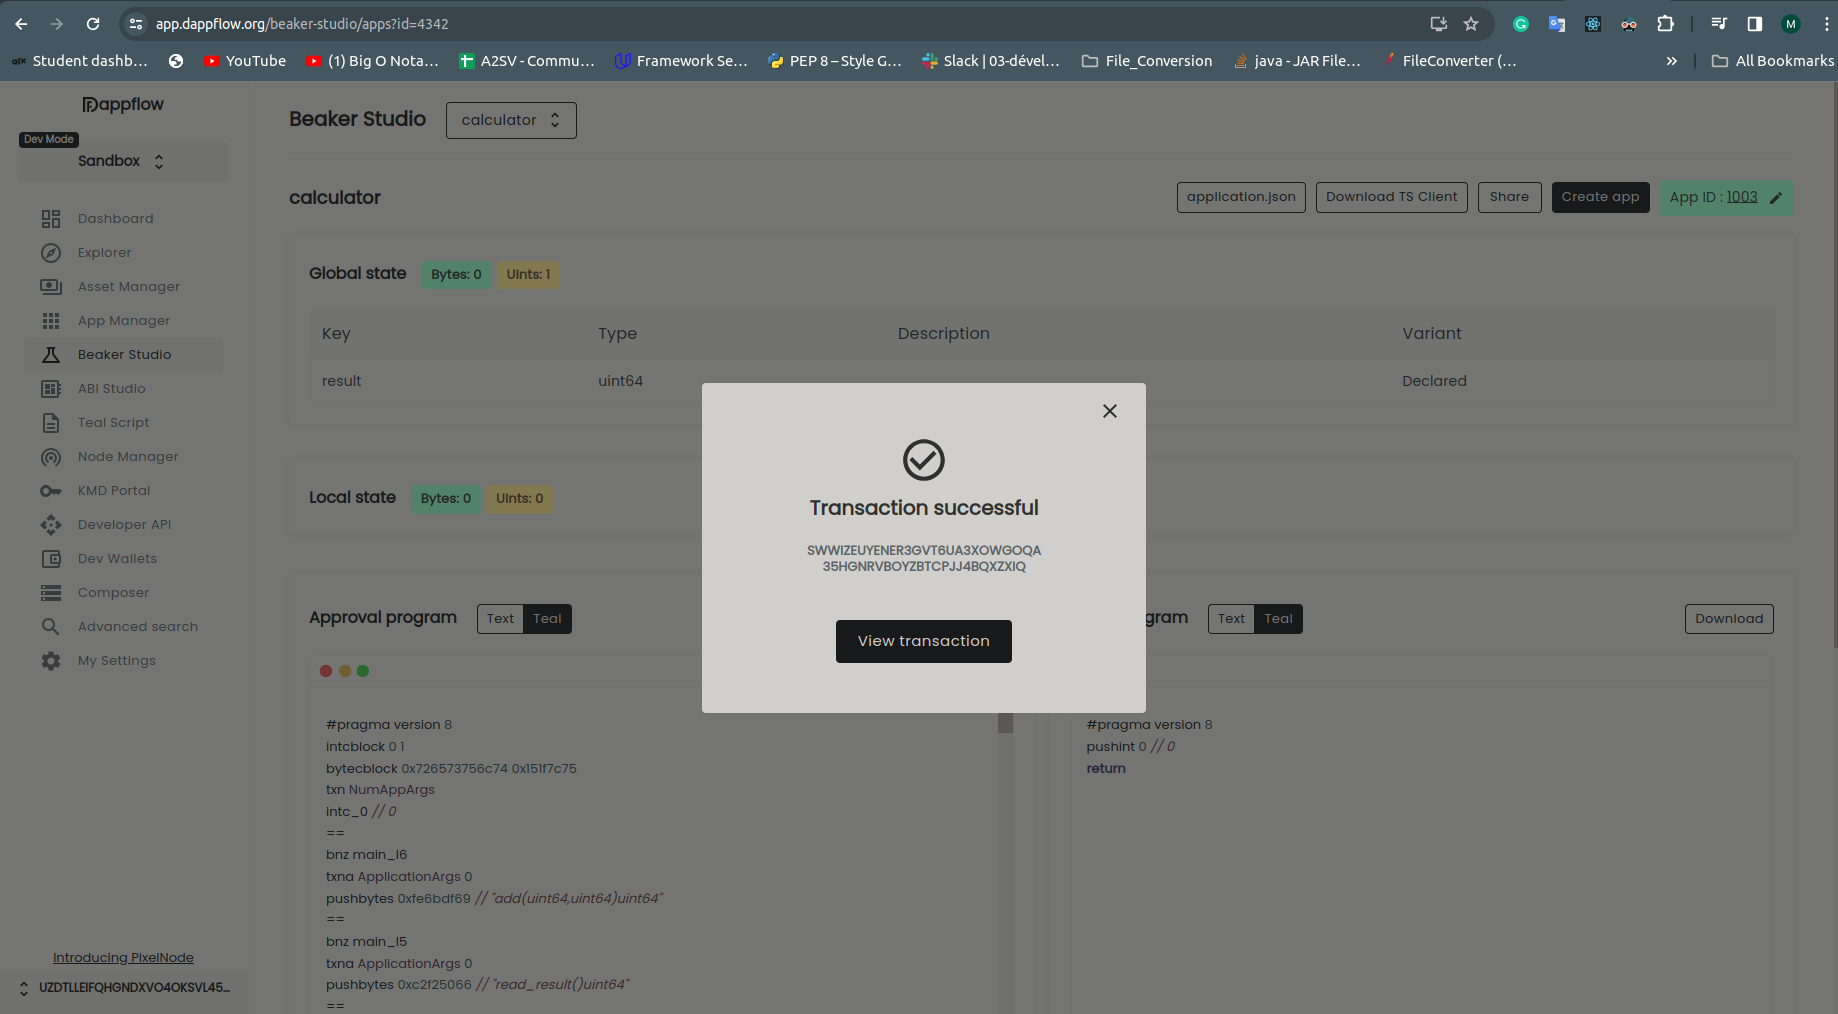 app.dappflow.org/beaker-studio/apps?id=4342
M
Student dashb...
YouTube
(1) Big O Nota...
A2SV - Commu...
Framework Se...
PEP 8 – Style G...
Slack | 03-dével...
File_Conversion
java - JAR File...
FileConverter (...
»
All Bookmarks
Dappflow
Dev Mode
Sandbox
Dashboard
Explorer
Asset Manager
App Manager
Beaker Studio
ABI Studio
Teal Script
Node Manager
KMD Portal
Developer API
Dev Wallets
Composer
Advanced search
My Settings
Introducing PixelNode
UZDTLLEIFQHGNDXVO4OKSVL45...
Beaker Studio
calculator
calculator
application.json
Download TS Client
Share
Create app
App ID : 1003
Global state
Bytes: 0
UInts: 1
Key Type Description Variant
result uint64 Declared
Local state
Bytes: 0
UInts: 0
Transaction successful
SWWIZEUYENER3GVT6UA3XOWGOQA
35HGNRVBOYZBTCPJJ4BQXZXIQ
View transaction
Approval program
Text
Teal
#pragma version 8
intcblock 0 1
bytecblock 0x726573756c74 0x151f7c75
txn NumAppArgs
intc_0 // 0
==
bnz main_l6
txna ApplicationArgs 0
pushbytes 0xfe6bdf69 // "add(uint64,uint64)uint64"
==
bnz main_l5
txna ApplicationArgs 0
pushbytes 0xc2f25066 // "read_result()uint64"
==
gram
Text
Teal
Download
#pragma version 8
pushint 0 // 0
return